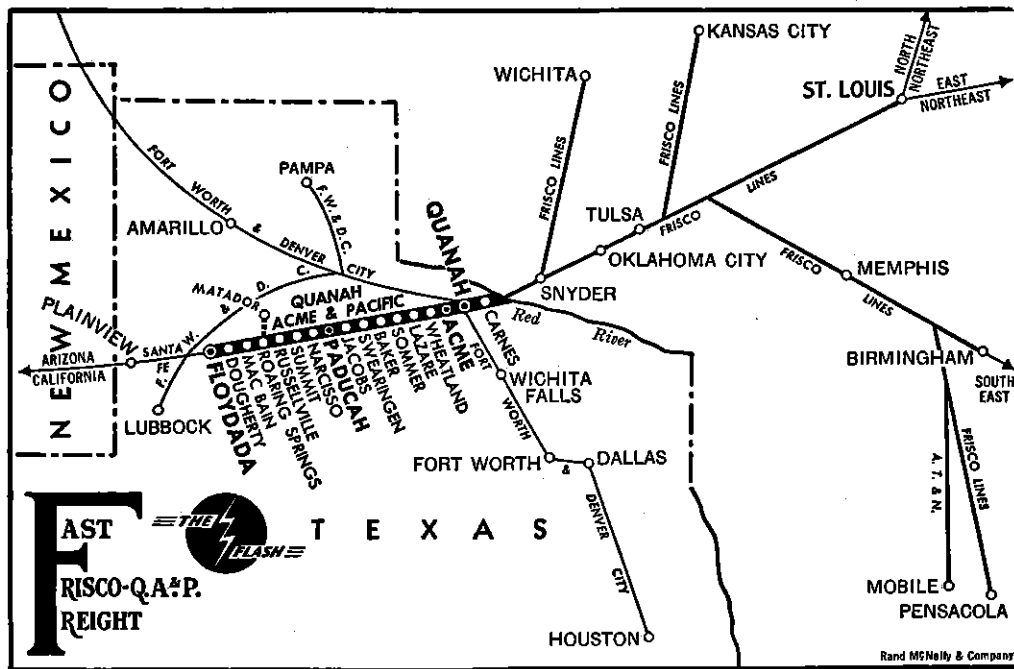 KANSAS CITY
NORTH
NORTHEAST
WICHITA
ST. LOUIS
EAST
NORTHEAST
NEW MEXICO
FORT WORTH & DENVER CITY
PAMPA
F. W. & D. C.
AMARILLO
FRISCO LINES
FRISCO LINES
FRISCO LINES
TULSA
OKLAHOMA CITY
SNYDER
FRISCO LINES
MEMPHIS
BIRMINGHAM
SOUTH
EAST
MATADOR
F. W. & D. C.
QUANAH
ACME & PACIFIC
QUANAH
Red River
PLAINVIEW
SANTA FE
ARIZONA
CALIFORNIA
LUBBOCK
FLOYDADA
DOUGHERTY
MAC BAIN
ROARING SPRINGS
RUSSELLVILLE
SUMMIT
NARCISSO
PADUCAH
JACOBS
SWEARINGEN
BAKER
SOMMER
LAZARE
WHEATLAND
ACME
CARNES
WICHITA
FALLS
FORT WORTH & DENVER CITY
FORT WORTH
DALLAS
HOUSTON
A. T. & N.
FRISCO LINES
MOBILE
PENSACOLA
TEXAS
THE
FLASH
FAST
FRISCO-Q.A.&P.
FREIGHT
Rand McNally & Company